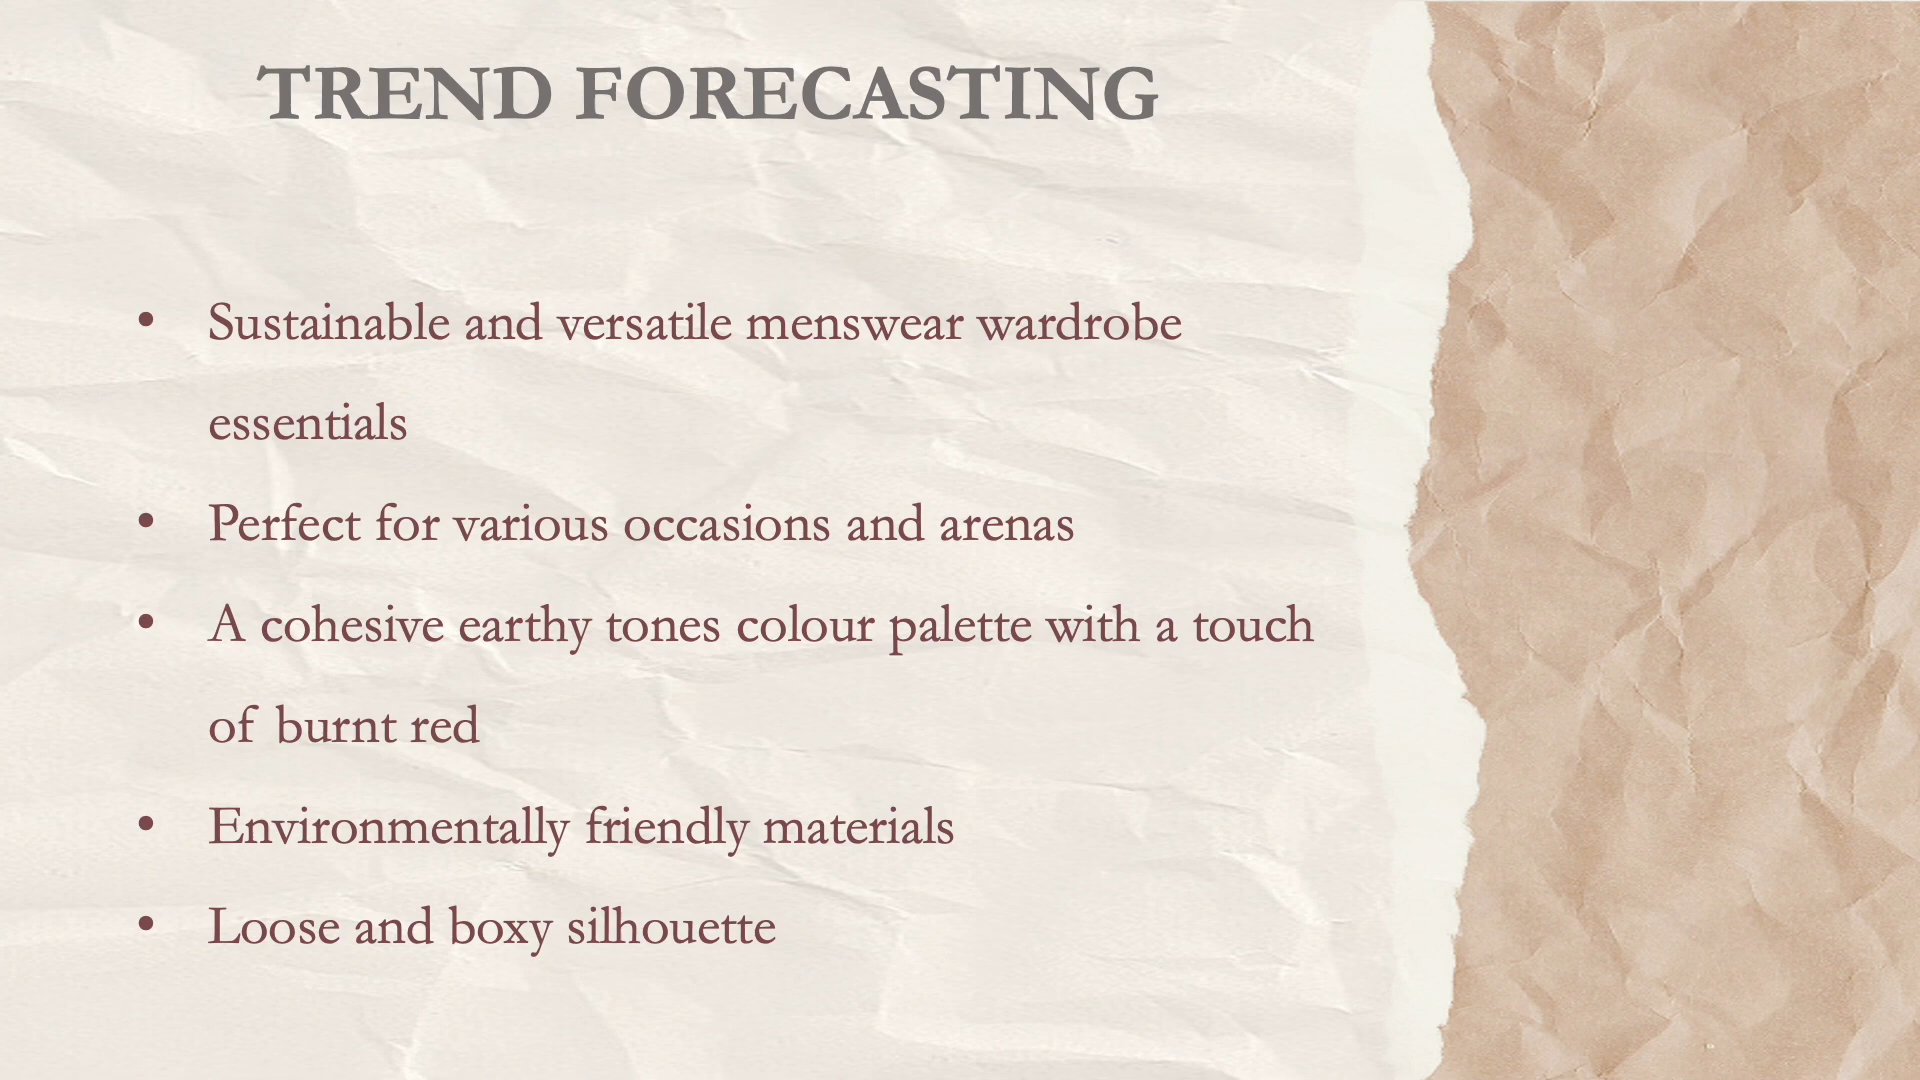 TREND FORECASTING
• Sustainable and versatile menswear wardrobe
essentials
• Perfect for various occasions and arenas
• A cohesive earthy tones colour palette with a touch
of burnt red
• Environmentally friendly materials
• Loose and boxy silhouette